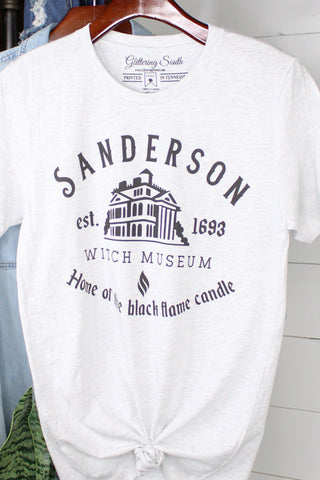 Glittering South
PRINTED IN TENNESSEE
SANDERSON
est. 1693
WITCH MUSEUM
Home of the black flame candle